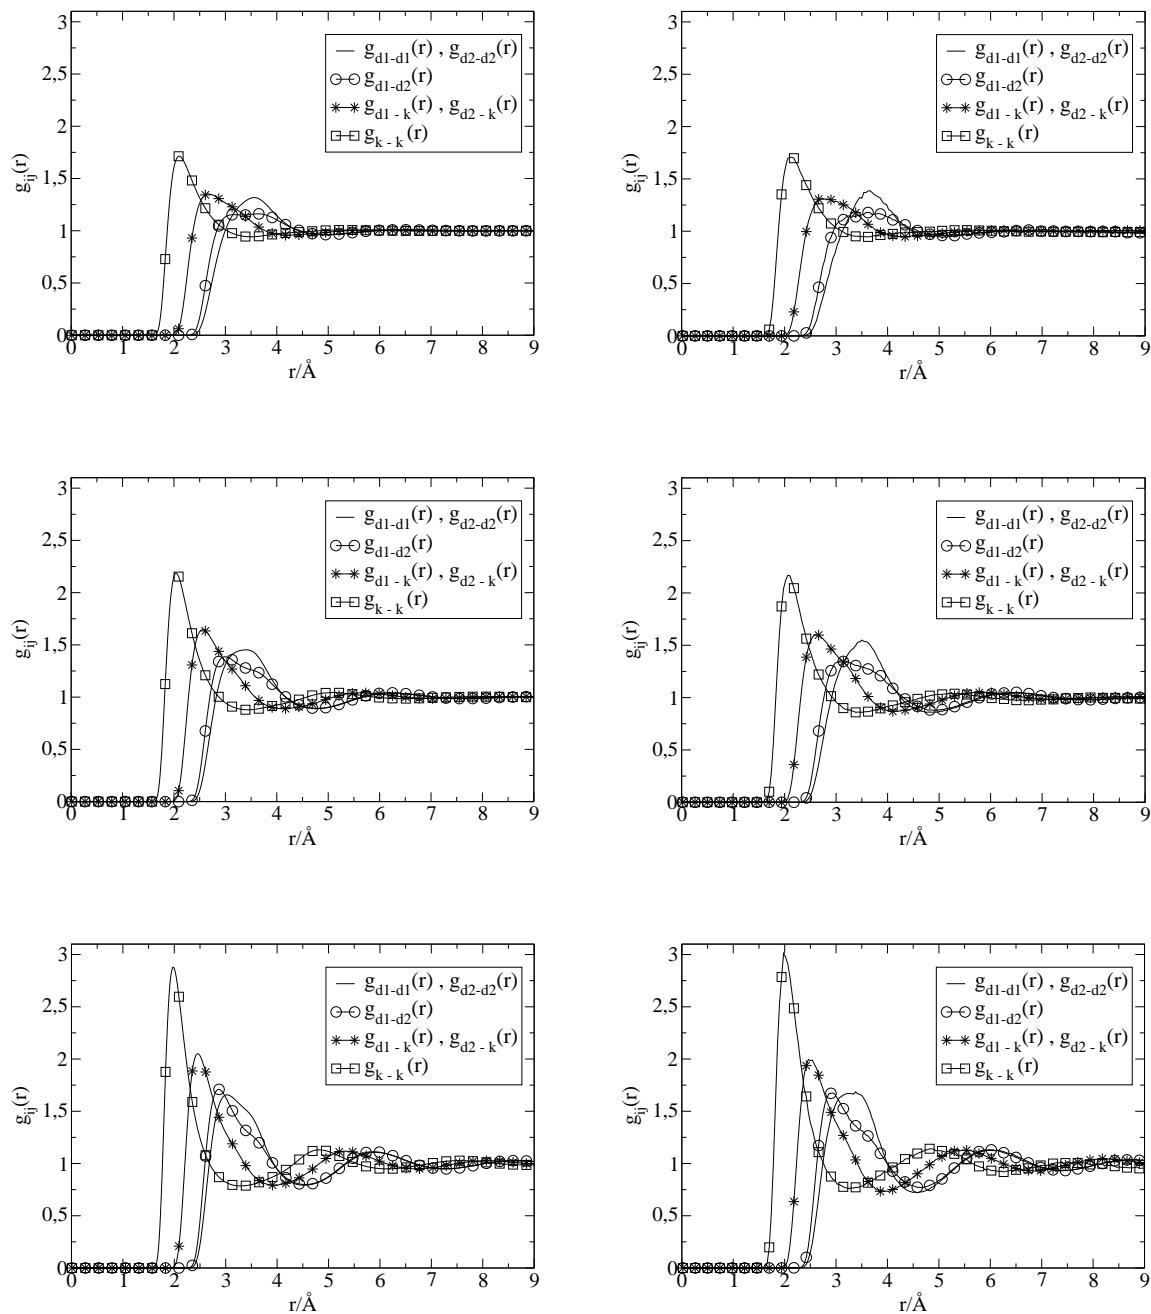 g_ij(r)
3
2,5
2
1,5
1
0,5
0
g_d1-d1(r) , g_d2-d2(r)
g_d1-d2(r)
g_d1 - k(r) , g_d2 - k(r)
g_k - k(r)
0 1 2 3 4 5 6 7 8 9
r/Å
g_ij(r)
3
2,5
2
1,5
1
0,5
0
g_d1-d1(r) , g_d2-d2(r)
g_d1-d2(r)
g_d1 - k(r) , g_d2 - k(r)
g_k - k(r)
0 1 2 3 4 5 6 7 8 9
r/Å
g_ij(r)
3
2,5
2
1,5
1
0,5
0
g_d1-d1(r) , g_d2-d2(r)
g_d1-d2(r)
g_d1 - k(r) , g_d2 - k(r)
g_k - k(r)
0 1 2 3 4 5 6 7 8 9
r/Å
g_ij(r)
3
2,5
2
1,5
1
0,5
0
g_d1-d1(r) , g_d2-d2(r)
g_d1-d2(r)
g_d1 - k(r) , g_d2 - k(r)
g_k - k(r)
0 1 2 3 4 5 6 7 8 9
r/Å
g_ij(r)
3
2,5
2
1,5
1
0,5
0
g_d1-d1(r) , g_d2-d2(r)
g_d1-d2(r)
g_d1 - k(r) , g_d2 - k(r)
g_k - k(r)
0 1 2 3 4 5 6 7 8 9
r/Å
g_ij(r)
3
2,5
2
1,5
1
0,5
0
g_d1-d1(r) , g_d2-d2(r)
g_d1-d2(r)
g_d1 - k(r) , g_d2 - k(r)
g_k - k(r)
0 1 2 3 4 5 6 7 8 9
r/Å